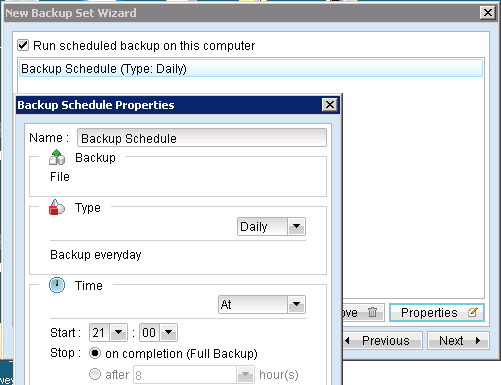 New Backup Set Wizard
Run scheduled backup on this computer
Backup Schedule (Type: Daily)
Backup Schedule Properties
Name : Backup Schedule
Backup
File
Type
Daily
Backup everyday
Time
At
Start : 21 : 00
Stop : on completion (Full Backup)
after 8 hour(s)
Properties
Previous
Next